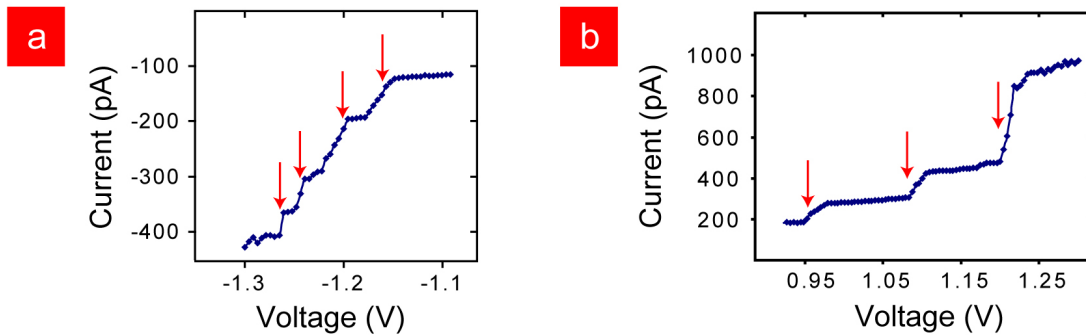 a
Current (pA)
-100
-200
-300
-400
-1.3 -1.2 -1.1
Voltage (V)
b
Current (pA)
1000
800
600
400
200
0.95 1.05 1.15 1.25
Voltage (V)